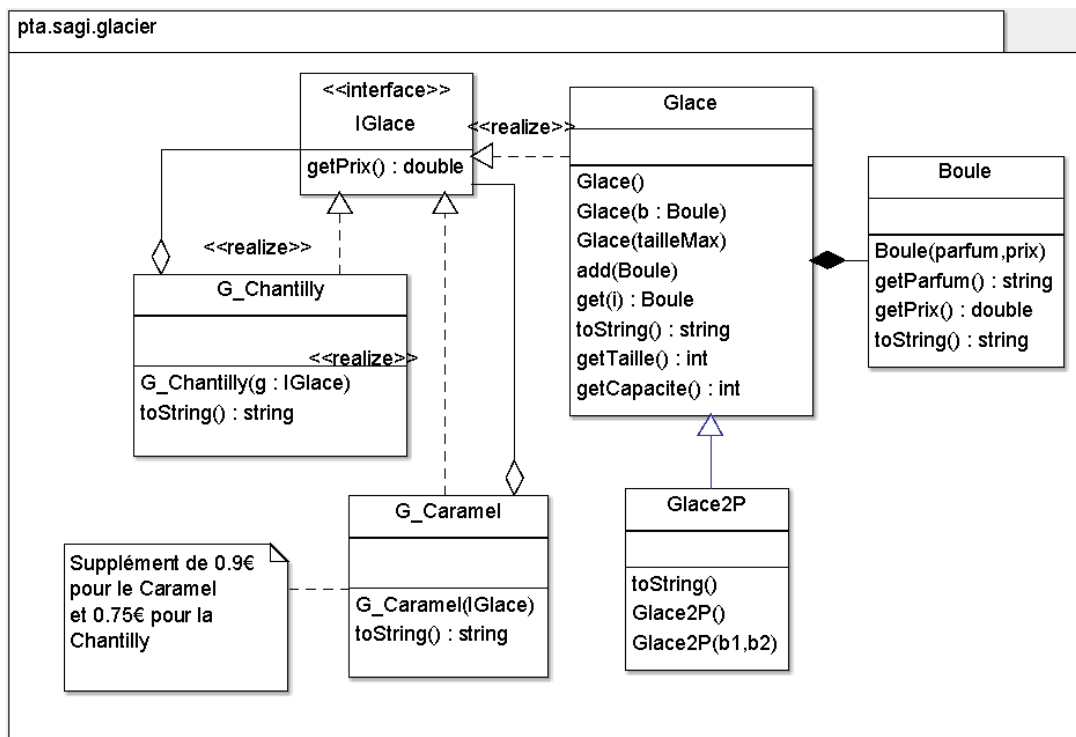 pta.sagi.glacier
<<interface>>
IGlace
getPrix() : double
<<realize>>
Glace
Glace()
Glace(b : Boule)
Glace(tailleMax)
add(Boule)
get(i) : Boule
toString() : string
getTaille() : int
getCapacite() : int
Boule
Boule(parfum,prix)
getParfum() : string
getPrix() : double
toString() : string
<<realize>>
G_Chantilly
<<realize>>
G_Chantilly(g : IGlace)
toString() : string
G_Caramel
G_Caramel(IGlace)
toString() : string
Glace2P
toString()
Glace2P()
Glace2P(b1,b2)
Supplément de 0.9€
pour le Caramel
et 0.75€ pour la
Chantilly